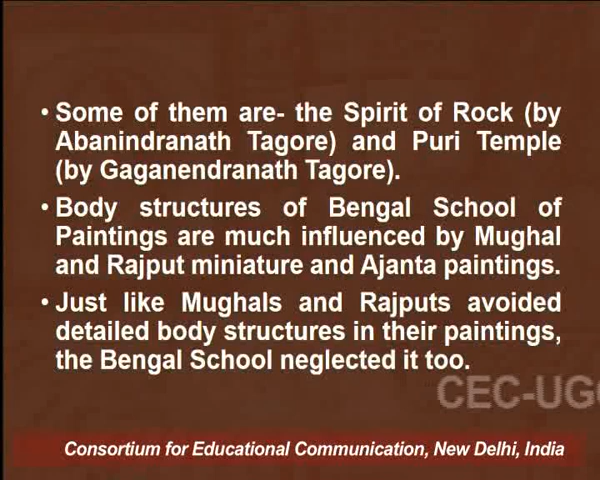 • Some of them are- the Spirit of Rock (by
Abanindranath Tagore) and Puri Temple
(by Gaganendranath Tagore).
• Body structures of Bengal School of
Paintings are much influenced by Mughal
and Rajput miniature and Ajanta paintings.
• Just like Mughals and Rajputs avoided
detailed body structures in their paintings,
the Bengal School neglected it too.
CEC-UG
Consortium for Educational Communication, New Delhi, India